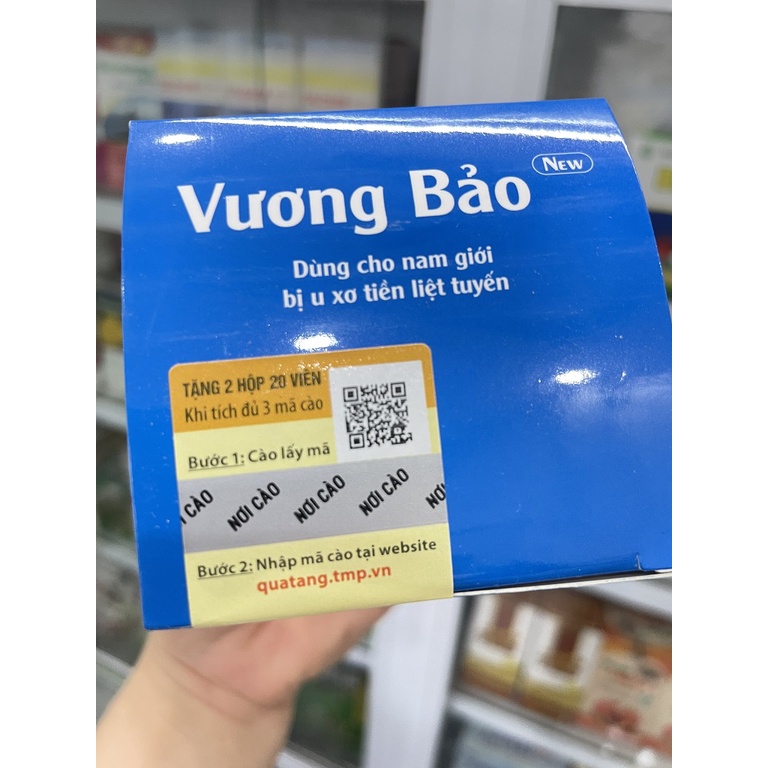 Vương Bảo NEW
Dùng cho nam giới
bị u xơ tiền liệt tuyến
TẶNG 2 HỘP 20 VIÊN
Khi tích đủ 3 mã cào
Bước 1: Cào lấy mã
I CÀO NƠI CÀO NƠI CÀO NƠI CÀO NƠI
Bước 2: Nhập mã cào tại website
quatang.tmp.vn